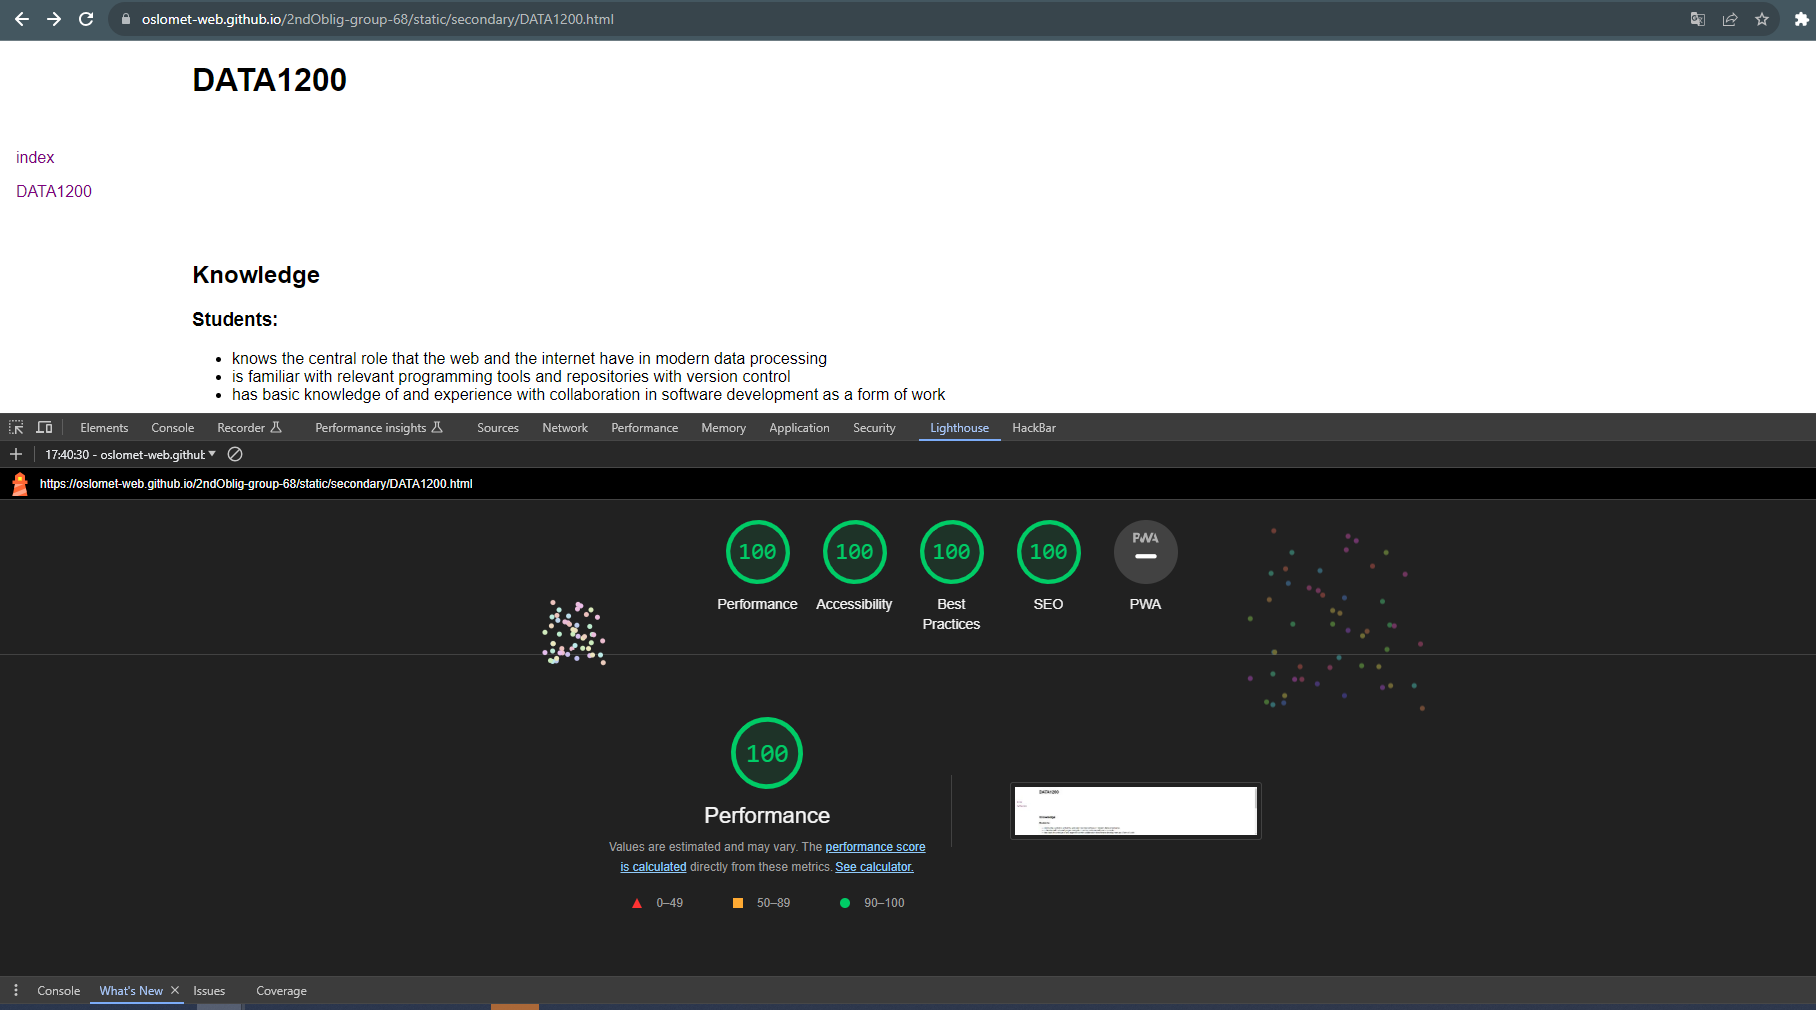 oslomet-web.github.io/2ndOblig-group-68/static/secondary/DATA1200.html
DATA1200
index
DATA1200
Knowledge
Students:
• knows the central role that the web and the internet have in modern data processing
• is familiar with relevant programming tools and repositories with version control
• has basic knowledge of and experience with collaboration in software development as a form of work
Elements Console Recorder Performance insights Sources Network Performance Memory Application Security Lighthouse HackBar
17:40:30 - oslomet-web.github
https://oslomet-web.github.io/2ndOblig-group-68/static/secondary/DATA1200.html
100 100 100 100 PWA
Performance Accessibility Best Practices SEO PWA
100
Performance
Values are estimated and may vary. The performance score
is calculated directly from these metrics. See calculator.
0–49 50–89 90–100
DATA1200
Knowledge
Console What's New Issues Coverage